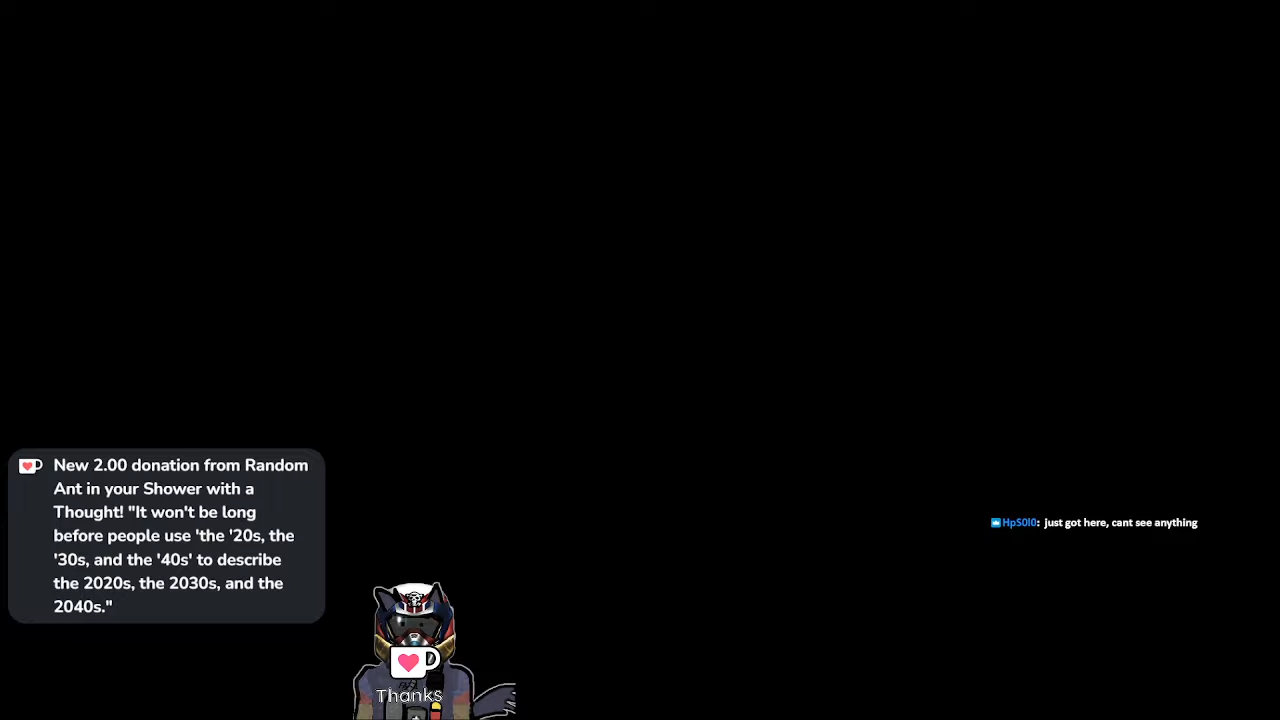 New 2.00 donation from Random
Ant in your Shower with a
Thought! "It won't be long
before people use 'the '20s, the
'30s, and the '40s' to describe
the 2020s, the 2030s, and the
2040s."
HpS0l0: just got here, cant see anything
Thanks